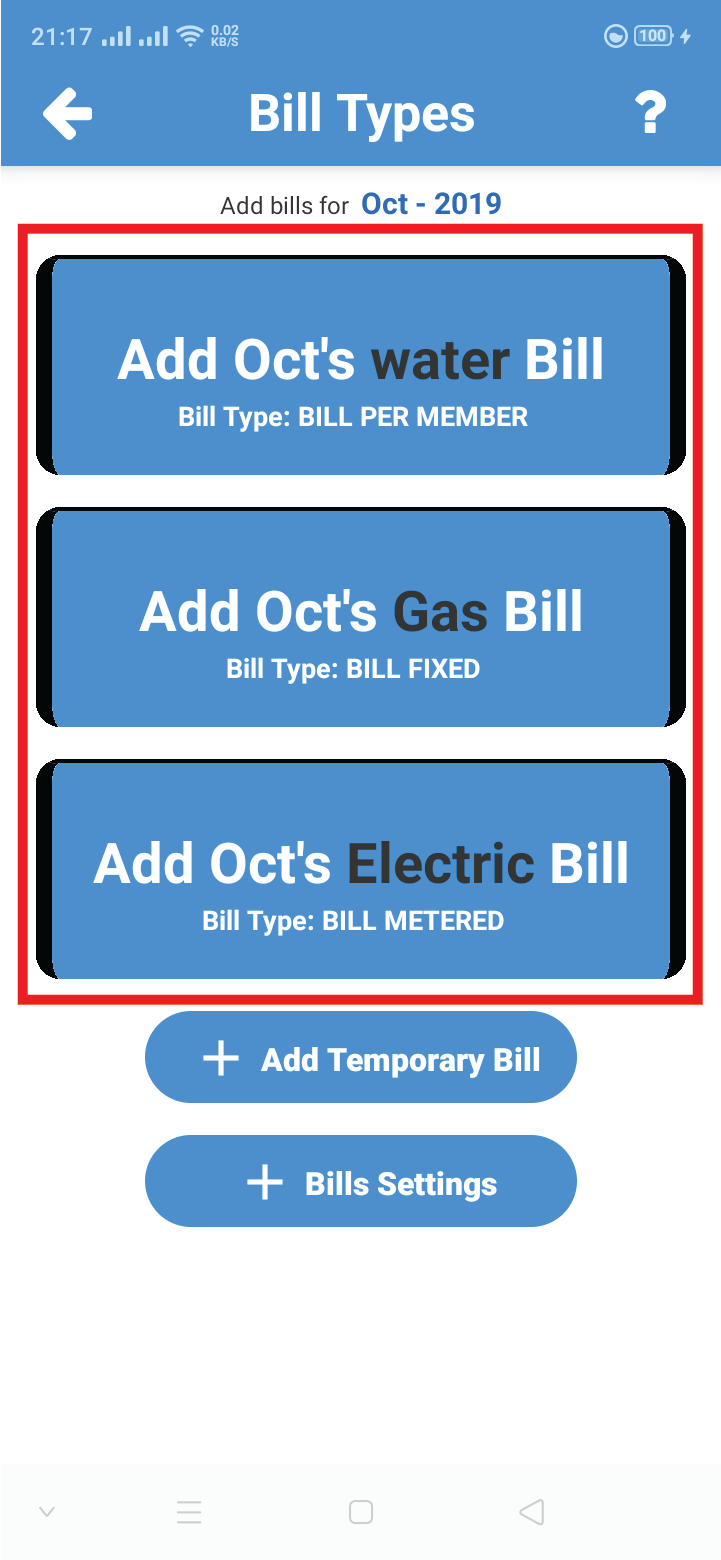 21:17 0.02 KB/S 100
Bill Types ?
Add bills for Oct - 2019
Add Oct's water Bill
Bill Type: BILL PER MEMBER
Add Oct's Gas Bill
Bill Type: BILL FIXED
Add Oct's Electric Bill
Bill Type: BILL METERED
+ Add Temporary Bill
+ Bills Settings